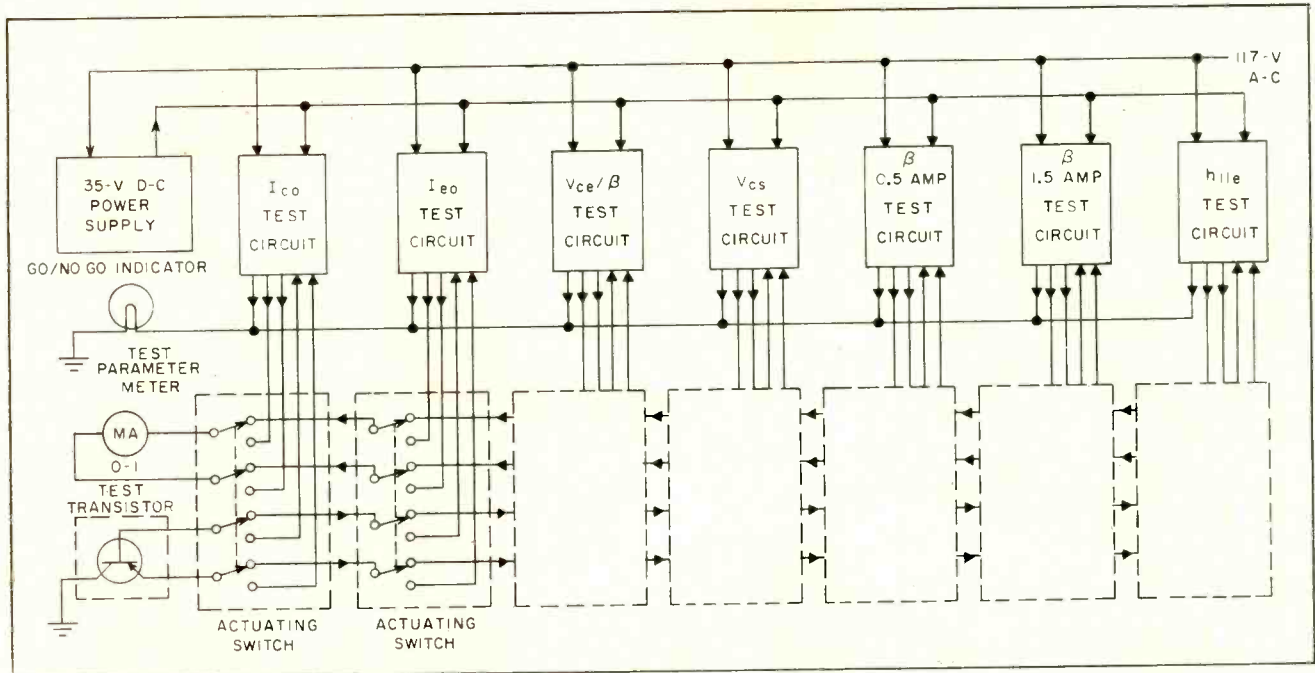 117-V
A-C
35-V D-C
POWER
SUPPLY
Ico
TEST
CIRCUIT
Ieo
TEST
CIRCUIT
Vce/β
TEST
CIRCUIT
Vcs
TEST
CIRCUIT
β
0.5 AMP
TEST
CIRCUIT
β
1.5 AMP
TEST
CIRCUIT
h11e
TEST
CIRCUIT
GO/NO GO INDICATOR
TEST
PARAMETER
METER
MA
0-1
TEST
TRANSISTOR
ACTUATING
SWITCH
ACTUATING
SWITCH